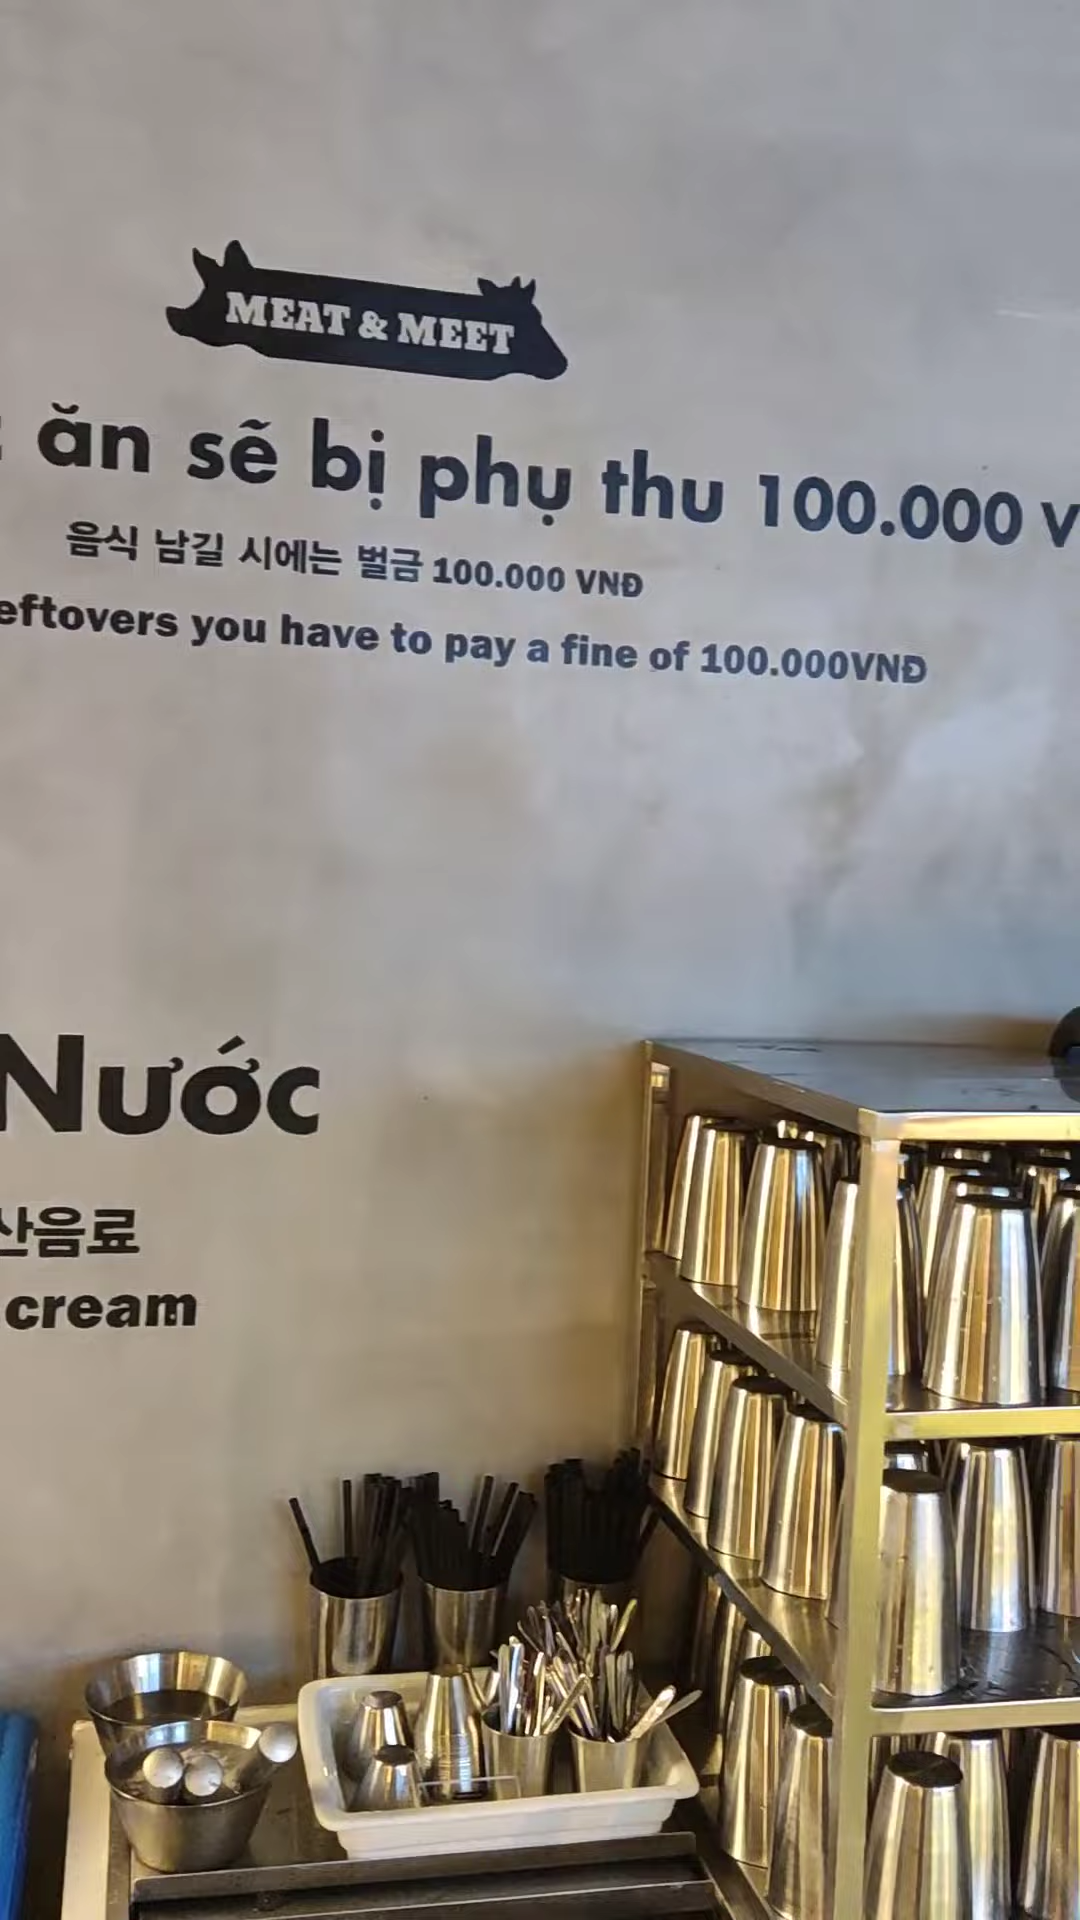 MEAT & MEET
ăn sẽ bị phụ thu 100.000 V
음식 남길 시에는 벌금 100.000 VNĐ
eftovers you have to pay a fine of 100.000VNĐ
Nước
산음료
cream